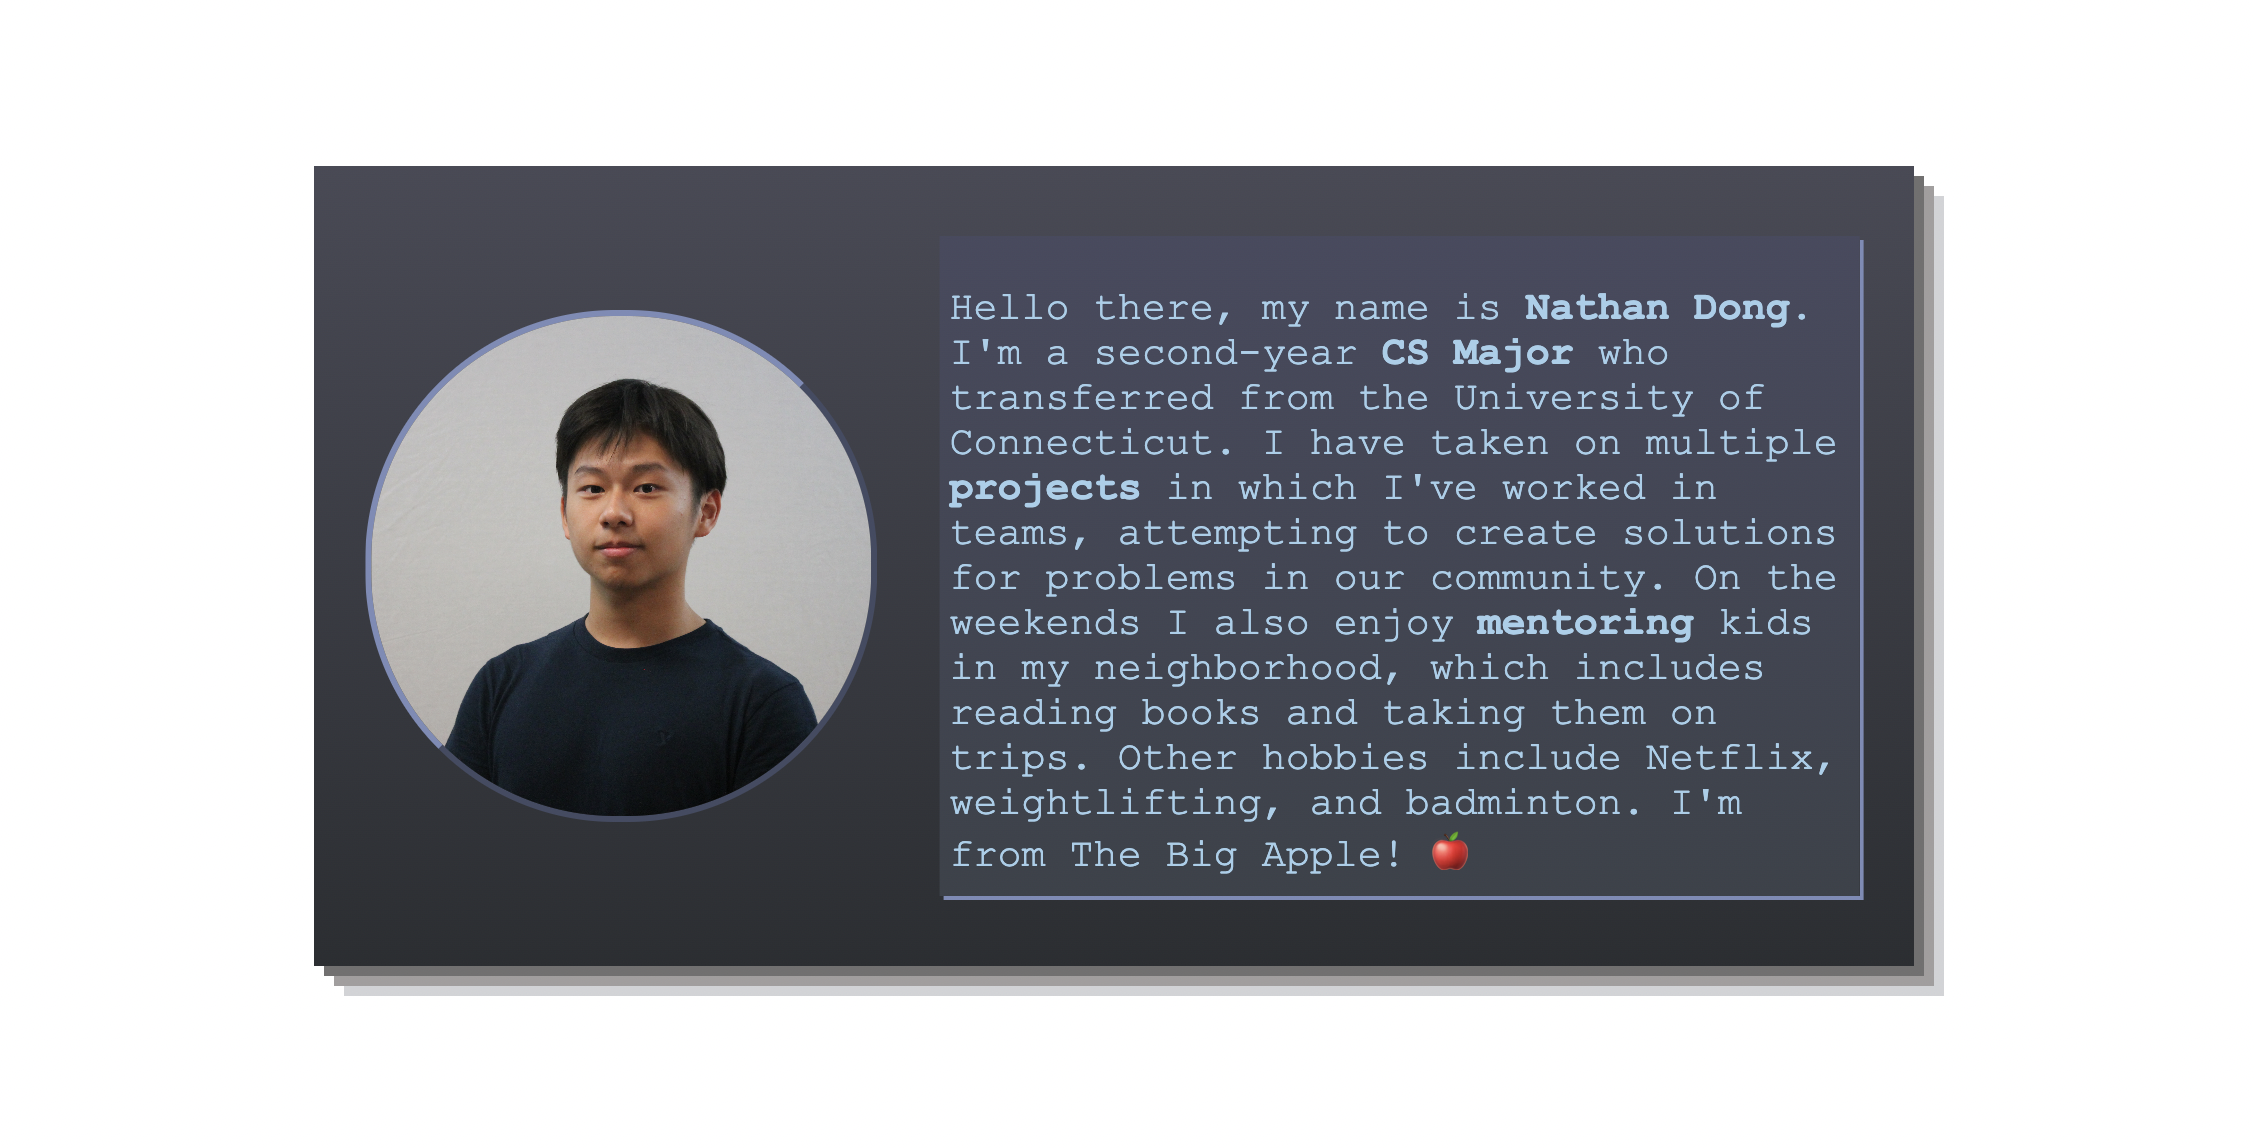 Hello there, my name is Nathan Dong.
I'm a second-year CS Major who
transferred from the University of
Connecticut. I have taken on multiple
projects in which I've worked in
teams, attempting to create solutions
for problems in our community. On the
weekends I also enjoy mentoring kids
in my neighborhood, which includes
reading books and taking them on
trips. Other hobbies include Netflix,
weightlifting, and badminton. I'm
from The Big Apple! 🍎